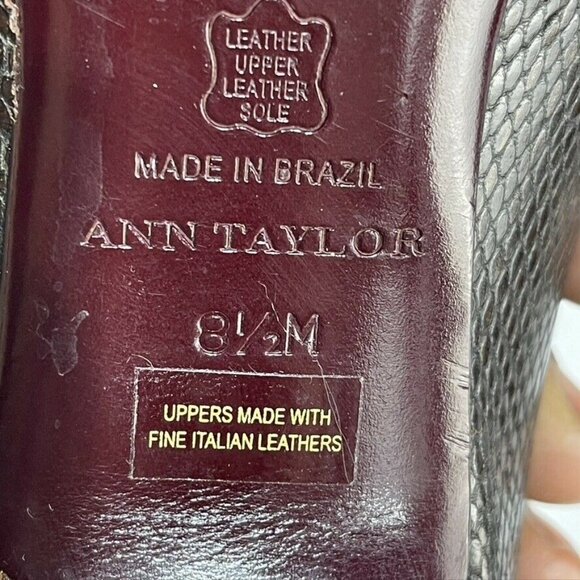 LEATHER
UPPER
LEATHER
SOLE
MADE IN BRAZIL
ANN TAYLOR
8½M
UPPERS MADE WITH
FINE ITALIAN LEATHERS